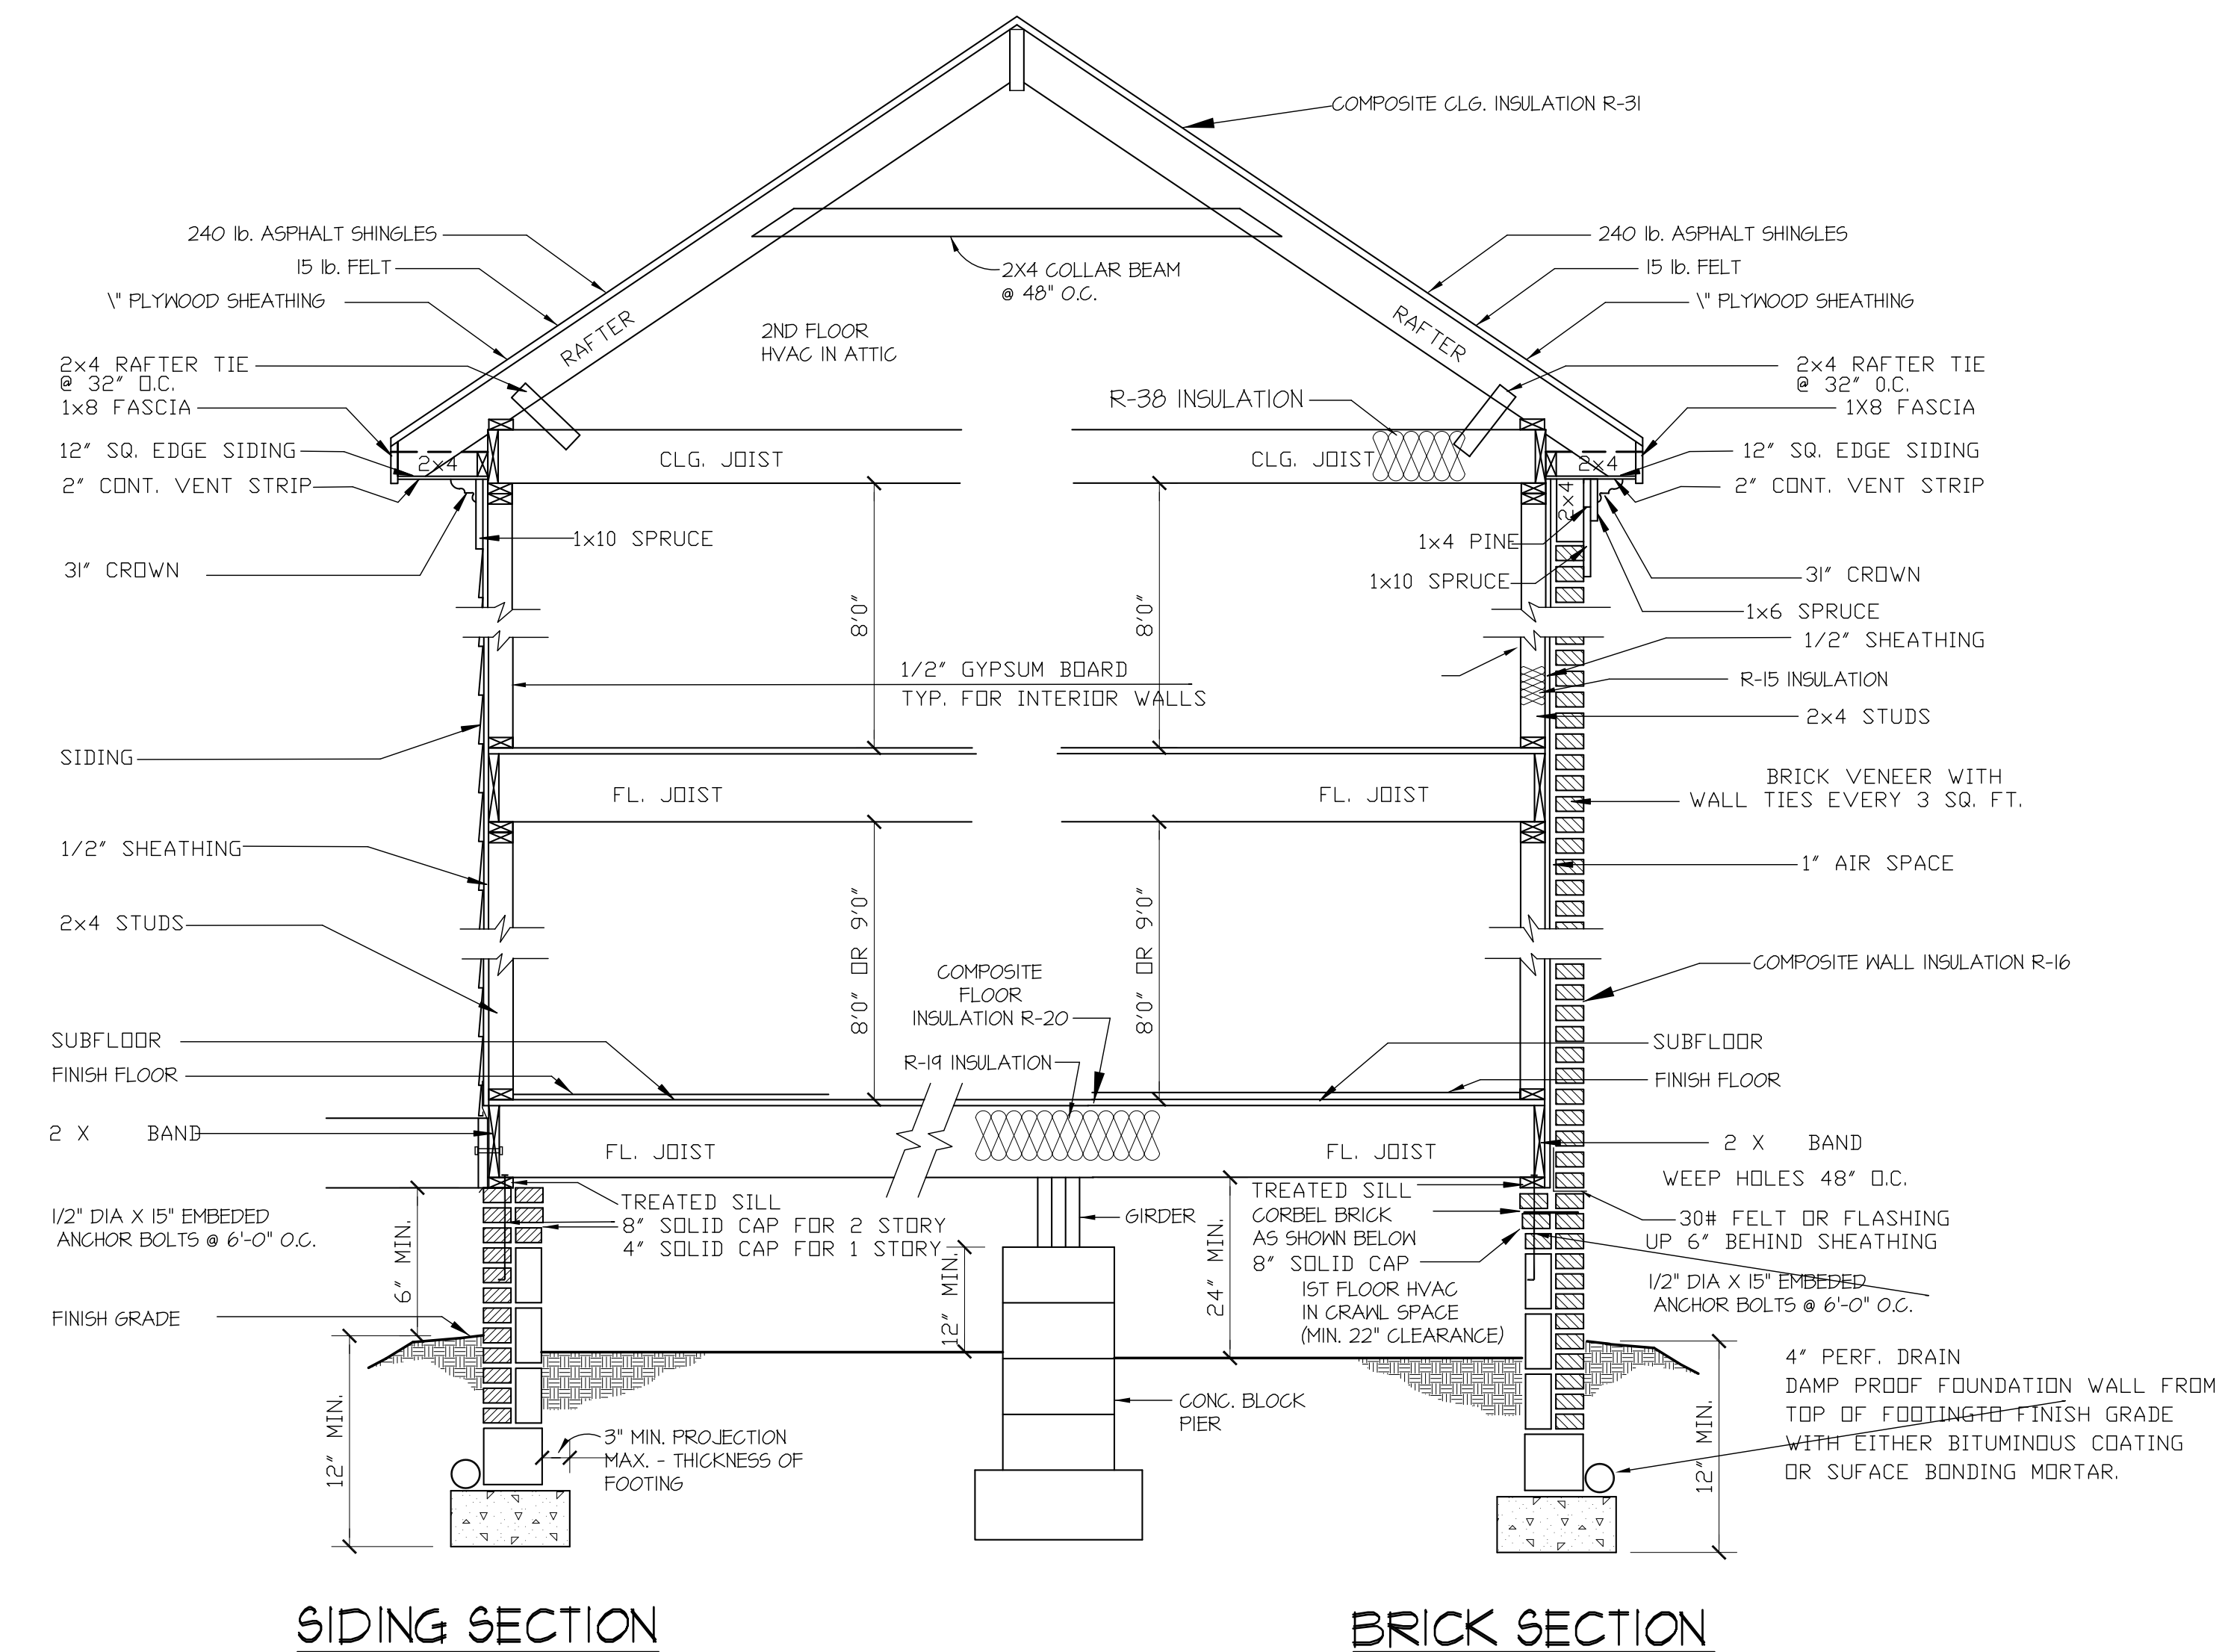 COMPOSITE CLG. INSULATION R-31
240 lb. ASPHALT SHINGLES
15 lb. FELT
\" PLYWOOD SHEATHING
2x4 RAFTER TIE
@ 32" O.C.
1x8 FASCIA
12" SQ. EDGE SIDING
2" CONT. VENT STRIP
31" CROWN
SIDING
1/2" SHEATHING
2x4 STUDS
SUBFLOOR
FINISH FLOOR
2 X BAND
1/2" DIA X 15" EMBEDED
ANCHOR BOLTS @ 6'-0" O.C.
FINISH GRADE
RAFTER
2X4 COLLAR BEAM
@ 48" O.C.
2ND FLOOR
HVAC IN ATTIC
RAFTER
R-38 INSULATION
2x4
CLG. JOIST
CLG. JOIST
2x4
2x4
1x10 SPRUCE
1x4 PINE
1x10 SPRUCE
8'0"
8'0"
1/2" GYPSUM BOARD
TYP. FOR INTERIOR WALLS
FL. JOIST
FL. JOIST
8'0" OR 9'0"
8'0" OR 9'0"
COMPOSITE
FLOOR
INSULATION R-20
R-19 INSULATION
FL. JOIST
FL. JOIST
TREATED SILL
8" SOLID CAP FOR 2 STORY
4" SOLID CAP FOR 1 STORY
6" MIN.
12" MIN.
3" MIN. PROJECTION
MAX. - THICKNESS OF
FOOTING
12" MIN.
GIRDER
CONC. BLOCK
PIER
24" MIN.
TREATED SILL
CORBEL BRICK
AS SHOWN BELOW
8" SOLID CAP
1ST FLOOR HVAC
IN CRAWL SPACE
(MIN. 22" CLEARANCE)
240 lb. ASPHALT SHINGLES
15 lb. FELT
\" PLYWOOD SHEATHING
2x4 RAFTER TIE
@ 32" O.C.
1X8 FASCIA
12" SQ. EDGE SIDING
2" CONT. VENT STRIP
31" CROWN
1x6 SPRUCE
1/2" SHEATHING
R-15 INSULATION
2x4 STUDS
BRICK VENEER WITH
WALL TIES EVERY 3 SQ. FT.
1" AIR SPACE
COMPOSITE WALL INSULATION R-16
SUBFLOOR
FINISH FLOOR
2 X BAND
WEEP HOLES 48" O.C.
30# FELT OR FLASHING
UP 6" BEHIND SHEATHING
1/2" DIA X 15" EMBEDED
ANCHOR BOLTS @ 6'-0" O.C.
12" MIN.
4" PERF. DRAIN
DAMP PROOF FOUNDATION WALL FROM
TOP OF FOOTINGTO FINISH GRADE
WITH EITHER BITUMINOUS COATING
OR SUFACE BONDING MORTAR.
SIDING SECTION
BRICK SECTION